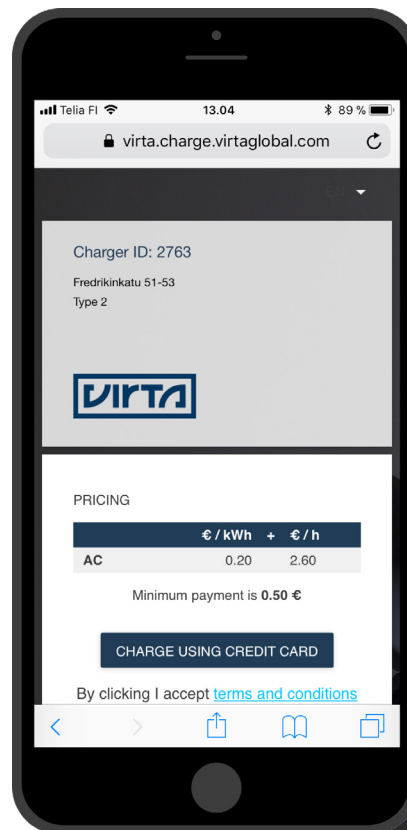 Telia FI 13.04 89 %
virta.charge.virtaglobal.com
Charger ID: 2763
Fredrikinkatu 51-53
Type 2
VIRTA
PRICING
€ / kWh + € / h
AC 0.20 2.60
Minimum payment is 0.50 €
CHARGE USING CREDIT CARD
By clicking I accept terms and conditions